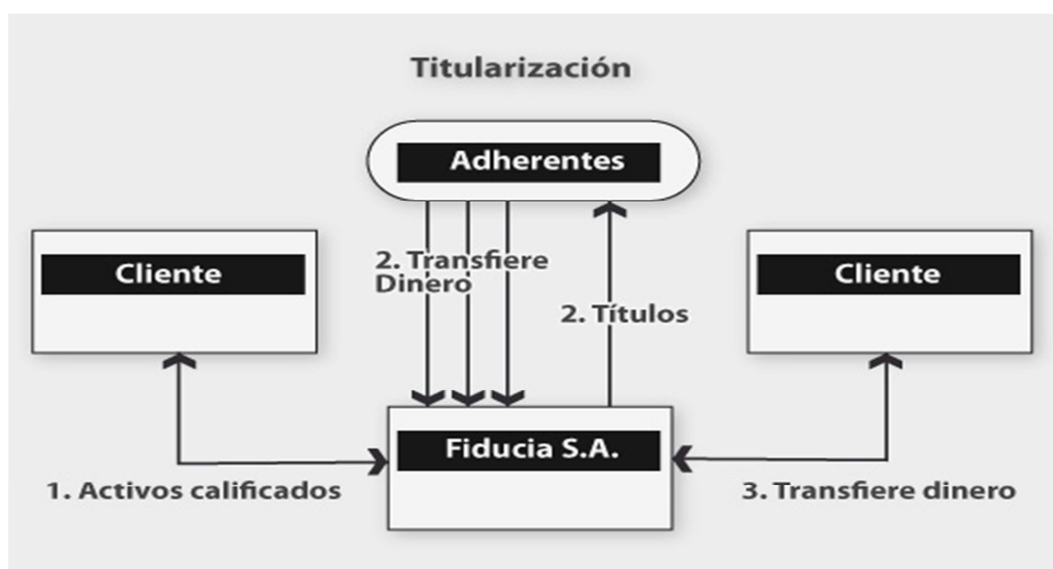 Titularización
Adherentes
Cliente
2. Transfiere
Dinero
2. Títulos
Cliente
Fiducia S.A.
1. Activos calificados
3. Transfiere dinero